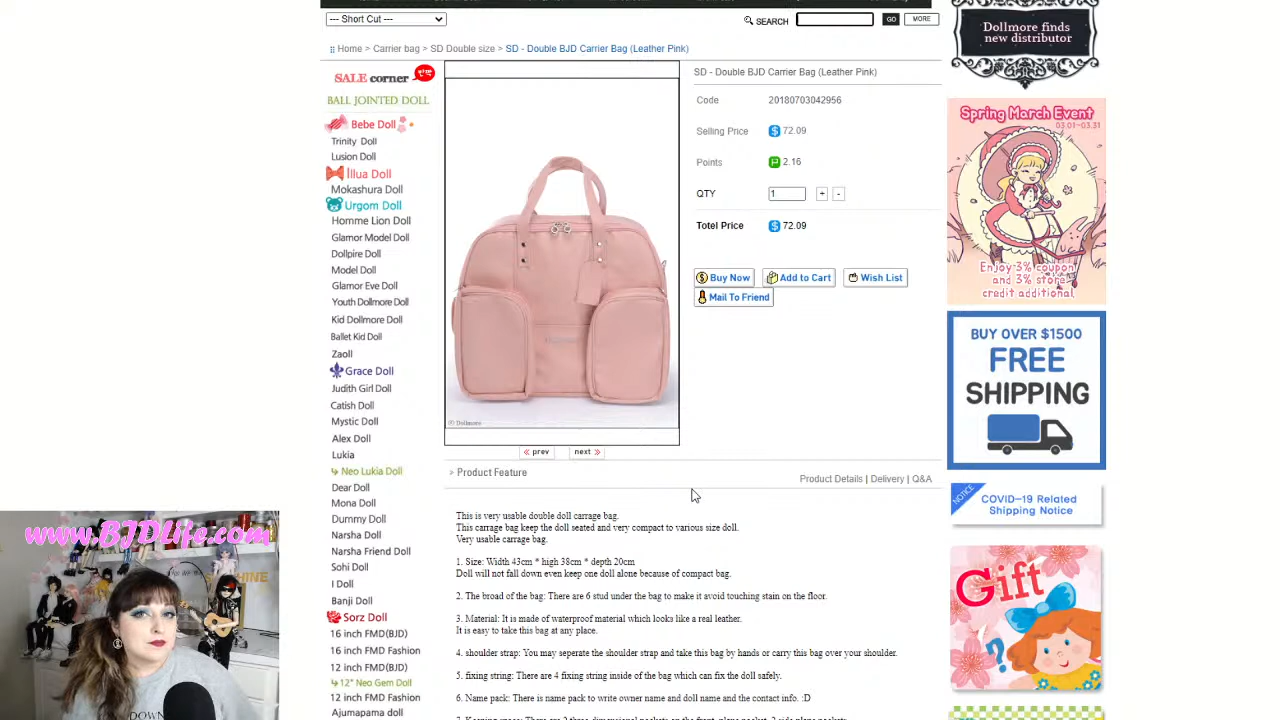 --- Short Cut ---
SEARCH
GO
MORE
Home > Carrier bag > SD Double size > SD - Double BJD Carrier Bag (Leather Pink)
SALE corner
BALL JOINTED DOLL
Bebe Doll
Trinity Doll
Lusion Doll
Illua Doll
Mokashura Doll
Urgom Doll
Homme Lion Doll
Glamor Model Doll
Dollpire Doll
Model Doll
Glamor Eve Doll
Youth Dollmore Doll
Kid Dollmore Doll
Ballet Kid Doll
Zaoll
Grace Doll
Judith Girl Doll
Catish Doll
Mystic Doll
Alex Doll
Lukia
Neo Lukia Doll
Dear Doll
Mona Doll
Dummy Doll
Narsha Doll
Narsha Friend Doll
Sohi Doll
I Doll
Banji Doll
Sorz Doll
16 inch FMD(BJD)
16 inch FMD Fashion
12 inch FMD(BJD)
12" Neo Gem Doll
12 inch FMD Fashion
Ajumapama doll
© Dollmore
« prev
next »
SD - Double BJD Carrier Bag (Leather Pink)
Code 20180703042956
Selling Price $ 72.09
Points P 2.16
QTY 1 + -
Totel Price $ 72.09
Buy Now
Add to Cart
Wish List
Mail To Friend
> Product Feature
Product Details | Delivery | Q&A
This is very usable double doll carrage bag.
This carrage bag keep the doll seated and very compact to various size doll.
Very usable carrage bag.
1. Size: Width 43cm * high 38cm * depth 20cm
Doll will not fall down even keep one doll alone because of compact bag.
2. The broad of the bag: There are 6 stud under the bag to make it avoid touching stain on the floor.
3. Material: It is made of waterproof material which looks like a real leather.
It is easy to take this bag at any place.
4. shoulder strap: You may seperate the shoulder strap and take this bag by hands or carry this bag over your shoulder.
5. fixing string: There are 4 fixing string inside of the bag which can fix the doll safely.
6. Name pack: There is name pack to write owner name and doll name and the contact info. :D
Dollmore finds
new distributor
Spring March Event
03.01~03.31
Enjoy 3% coupon
and 3% store
credit additional.
BUY OVER $1500
FREE
SHIPPING
NOTICE
COVID-19 Related
Shipping Notice
Gift
?
www.BJDLife.com